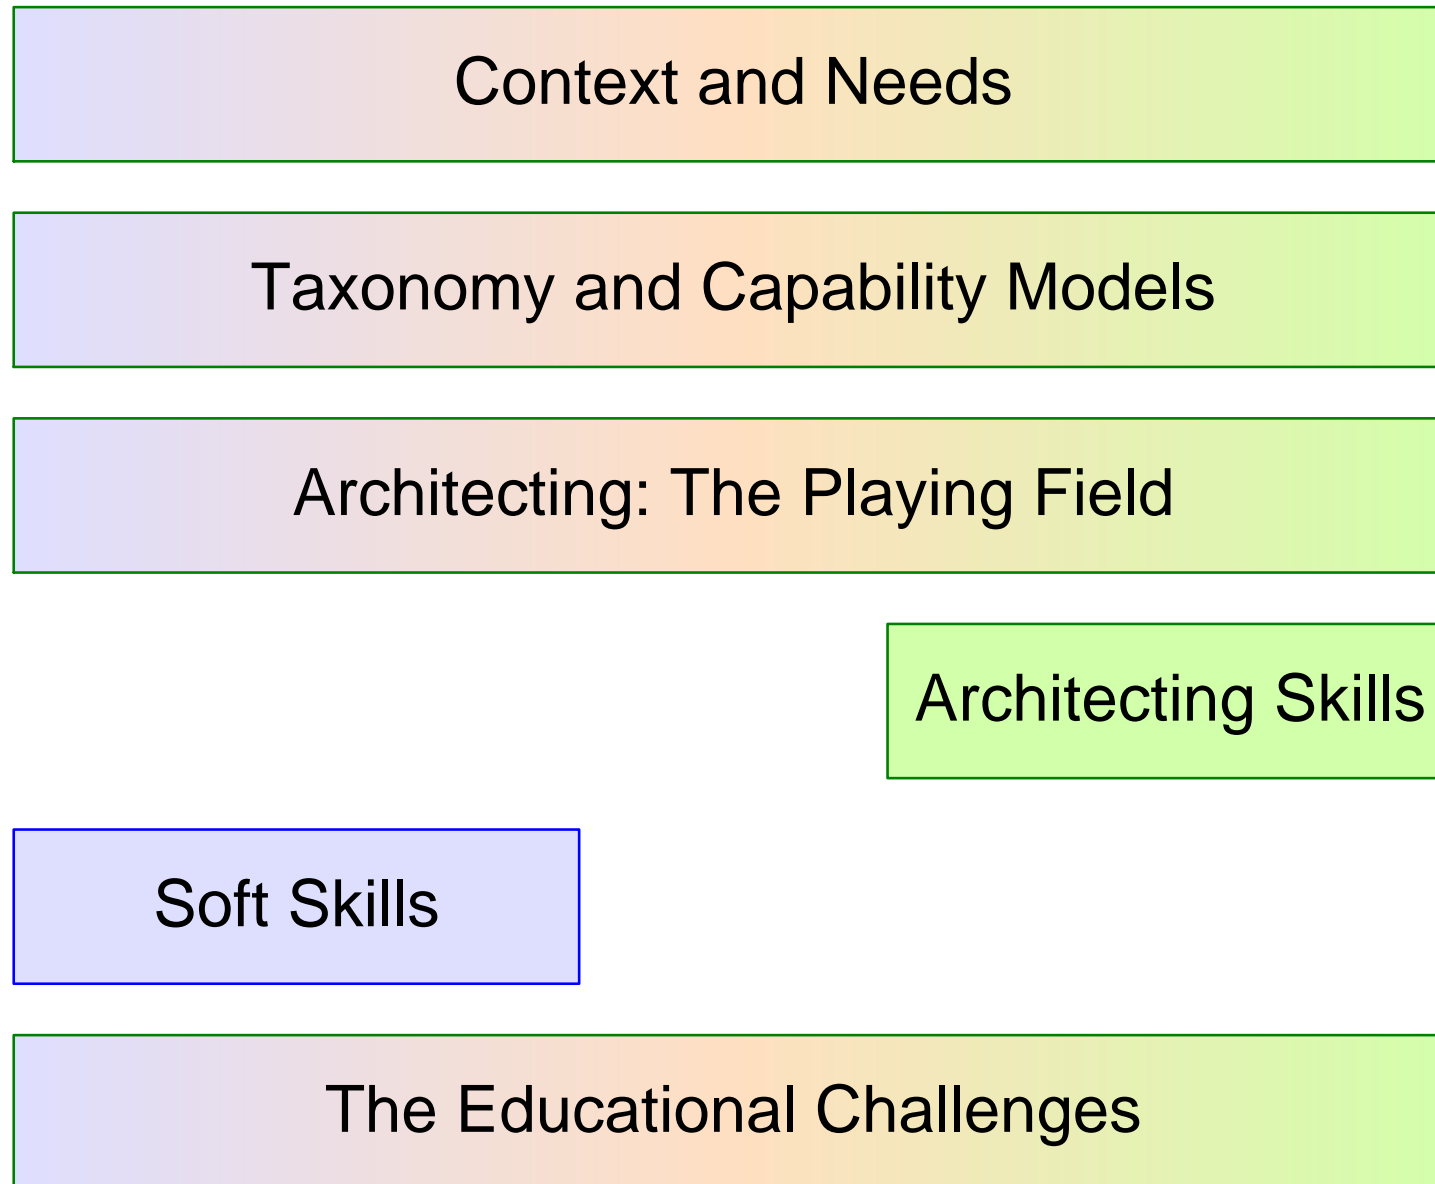 Context and Needs
Taxonomy and Capability Models
Architecting: The Playing Field
Architecting Skills
Soft Skills
The Educational Challenges